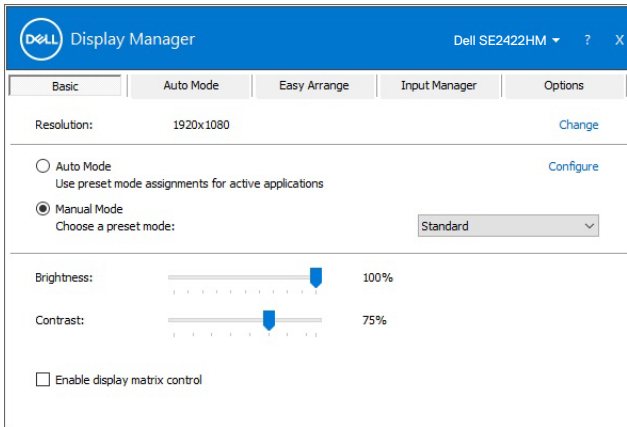 DELL Display Manager Dell SE2422HM ? X
Basic Auto Mode Easy Arrange Input Manager Options
Resolution: 1920x1080 Change
Auto Mode Configure
Use preset mode assignments for active applications
Manual Mode
Choose a preset mode: Standard
Brightness: 100%
Contrast: 75%
Enable display matrix control